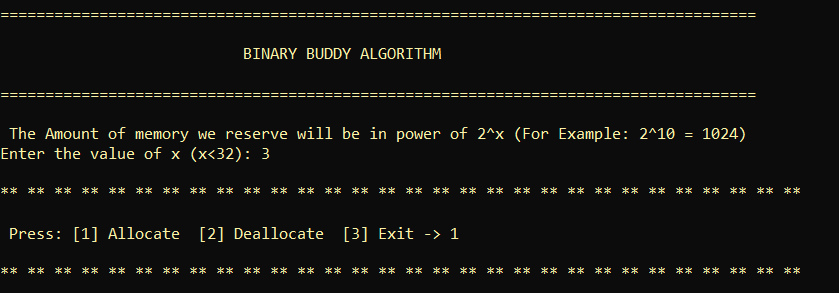 ====================================================================================
BINARY BUDDY ALGORITHM
====================================================================================
The Amount of memory we reserve will be in power of 2^x (For Example: 2^10 = 1024)
Enter the value of x (x<32): 3
** ** ** ** ** ** ** ** ** ** ** ** ** ** ** ** ** ** ** ** ** ** ** ** ** ** ** ** ** **
Press: [1] Allocate  [2] Deallocate  [3] Exit -> 1
** ** ** ** ** ** ** ** ** ** ** ** ** ** ** ** ** ** ** ** ** ** ** ** ** ** ** ** ** **